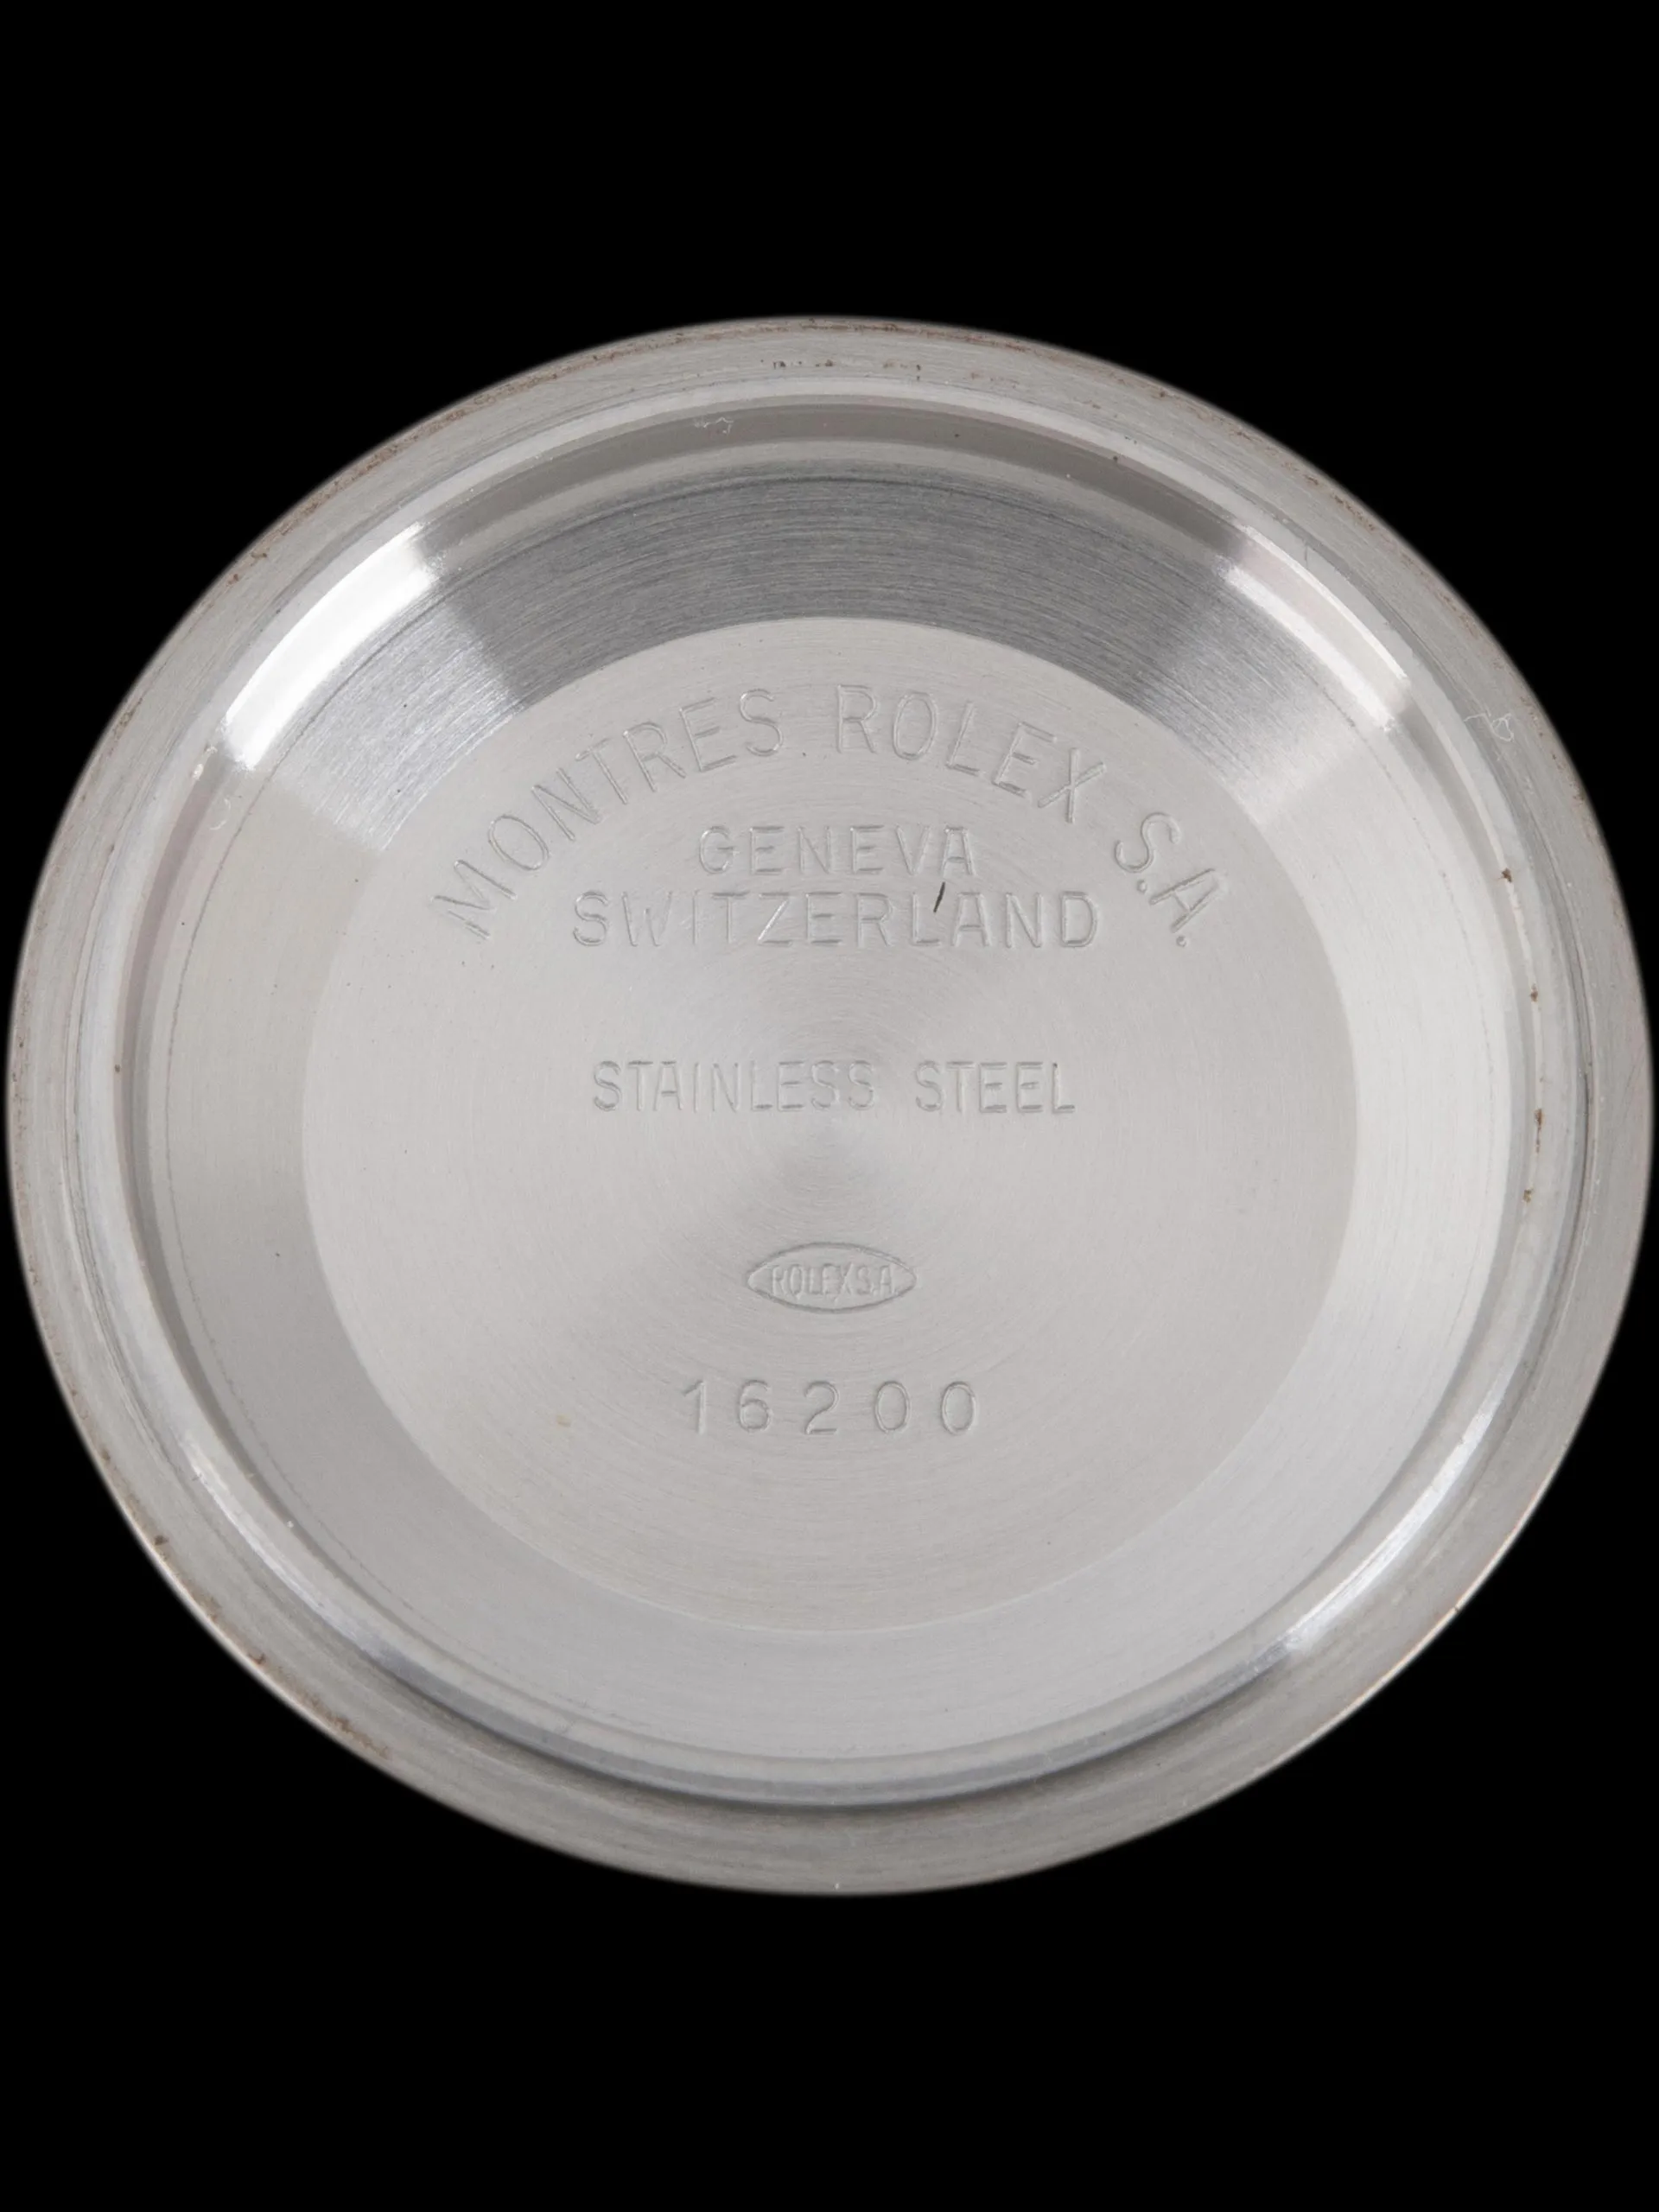 MONTRES ROLEX S.A.
GENEVA
SWITZERLAND
STAINLESS STEEL
ROLEX S.A.
16200